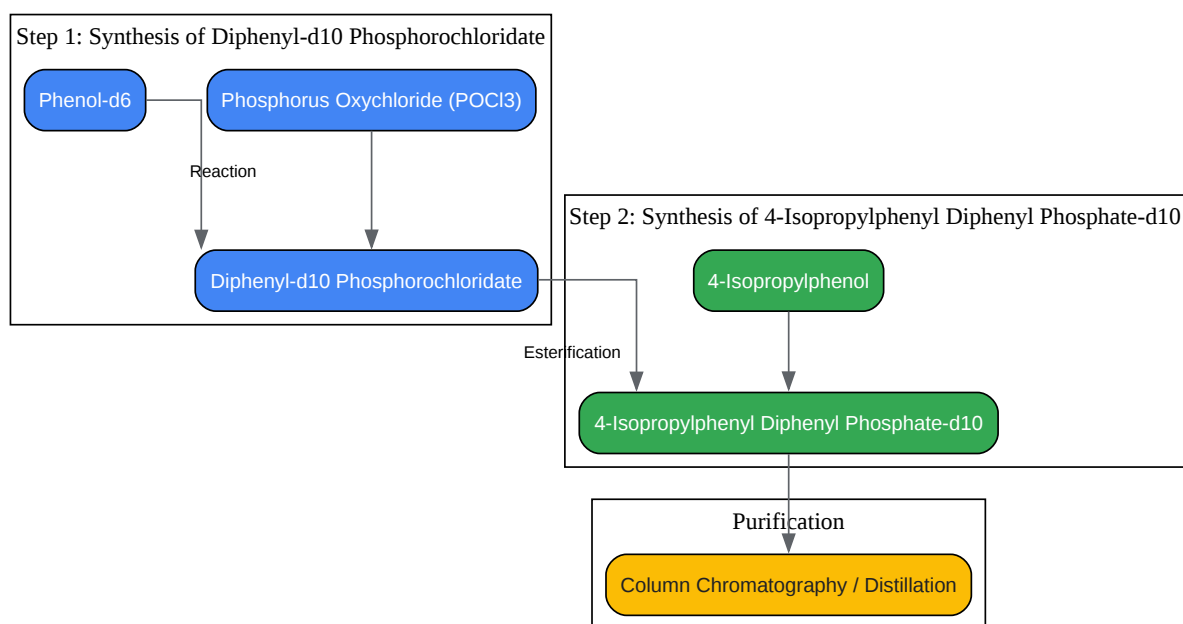 Step 1: Synthesis of Diphenyl-d10 Phosphorochloridate
Phenol-d6
Phosphorus Oxychloride (POCl3)
Reaction
Diphenyl-d10 Phosphorochloridate
Step 2: Synthesis of 4-Isopropylphenyl Diphenyl Phosphate-d10
4-Isopropylphenol
Esterification
4-Isopropylphenyl Diphenyl Phosphate-d10
Purification
Column Chromatography / Distillation